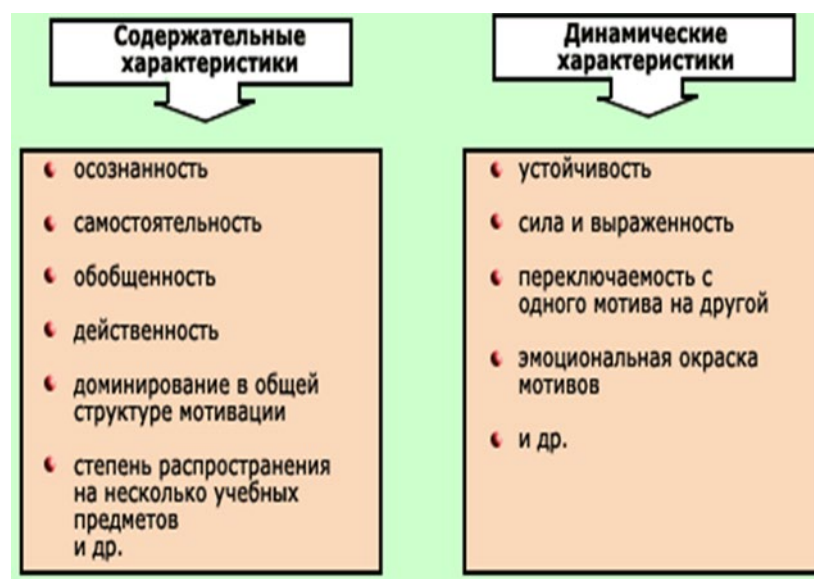 Содержательные
характеристики
осознанность
самостоятельность
обобщенность
действенность
доминирование в общей
структуре мотивации
степень распространения
на несколько учебных
предметов
и др.
Динамические
характеристики
устойчивость
сила и выраженность
переключаемость с
одного мотива на другой
эмоциональная окраска
мотивов
и др.